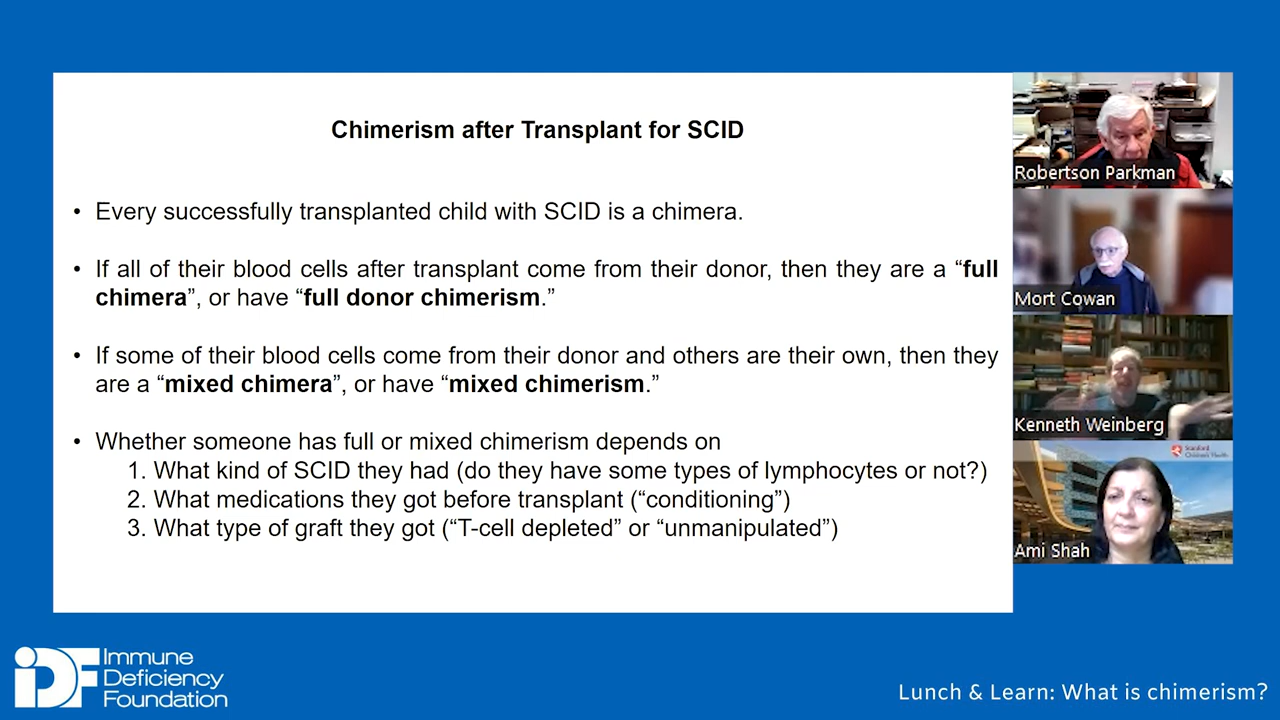 Chimerism after Transplant for SCID
• Every successfully transplanted child with SCID is a chimera.
• If all of their blood cells after transplant come from their donor, then they are a “full
chimera”, or have “full donor chimerism.”
• If some of their blood cells come from their donor and others are their own, then they
are a “mixed chimera”, or have “mixed chimerism.”
• Whether someone has full or mixed chimerism depends on
1. What kind of SCID they had (do they have some types of lymphocytes or not?)
2. What medications they got before transplant (“conditioning”)
3. What type of graft they got (“T-cell depleted” or “unmanipulated”)
Robertson Parkman
Mort Cowan
Kenneth Weinberg
Stanford
Children's Health
Ami Shah
iDF
Immune
Deficiency
Foundation
Lunch & Learn: What is chimerism?